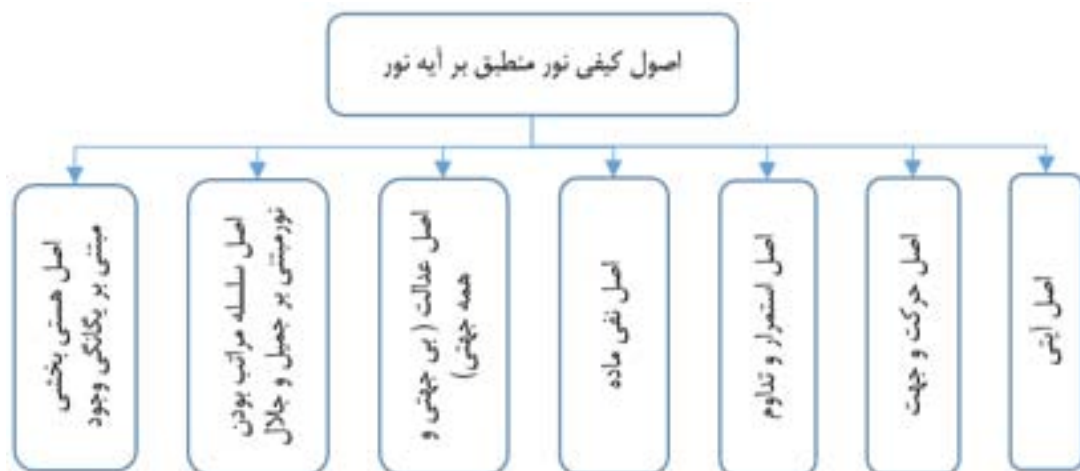 اصول کیفی نور منطبق بر آیه نور
اصل آیتی
اصل حرکت و جهت
اصل استمرار و تداوم
اصل نفی ماده
اصل عدالت (بی جهتی و
همه جهتی)
اصل سلسله مراتب بودن
نورمبتنی بر جمیل و جلال
اصل هستی بخشی
مبتنی بر یگانگی وجود